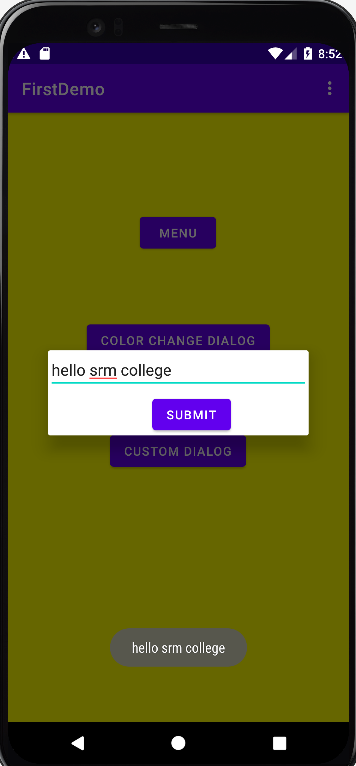 8:52
FirstDemo
MENU
COLOR CHANGE DIALOG
hello srm college
SUBMIT
CUSTOM DIALOG
hello srm college